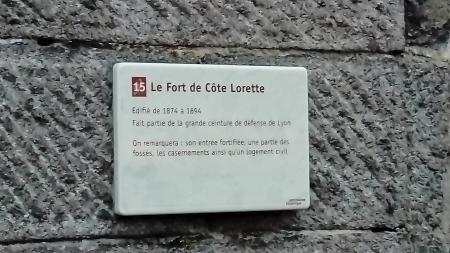 15 Le Fort de Côte Lorette
Edifié de 1874 à 1894
Fait partie de la grande ceinture de défense de Lyon
On remarquera : son entrée fortifiée, une partie des
fossés, les casernements ainsi qu'un logement civil.